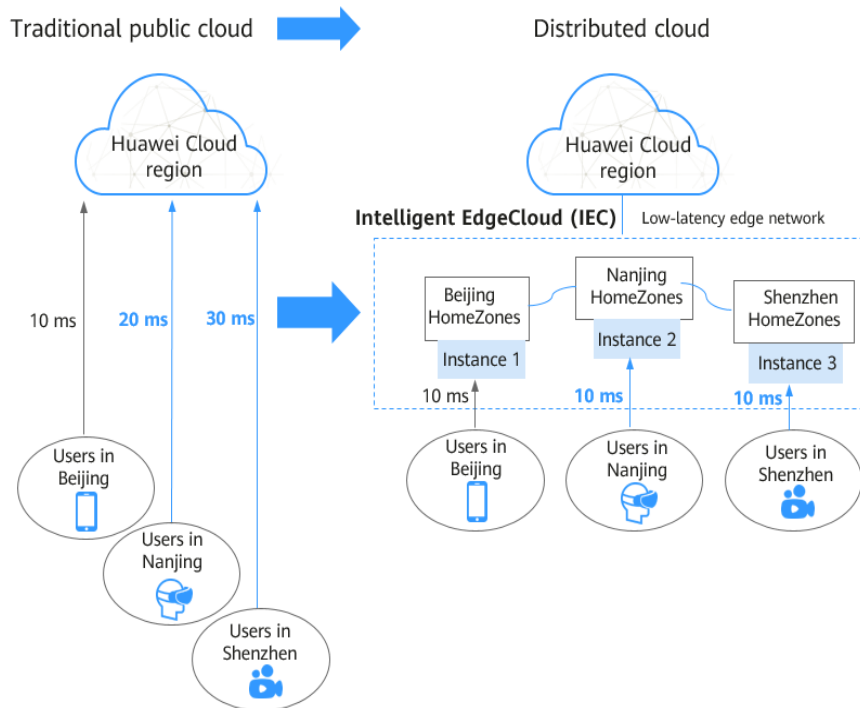 Traditional public cloud
Distributed cloud
Huawei Cloud
region
Huawei Cloud
region
Intelligent EdgeCloud (IEC)
Low-latency edge network
10 ms
20 ms
30 ms
Beijing
HomeZones
Instance 1
Nanjing
HomeZones
Instance 2
Shenzhen
HomeZones
Instance 3
10 ms
10 ms
10 ms
Users in
Beijing
Users in
Nanjing
Users in
Shenzhen
Users in
Beijing
Users in
Nanjing
Users in
Shenzhen